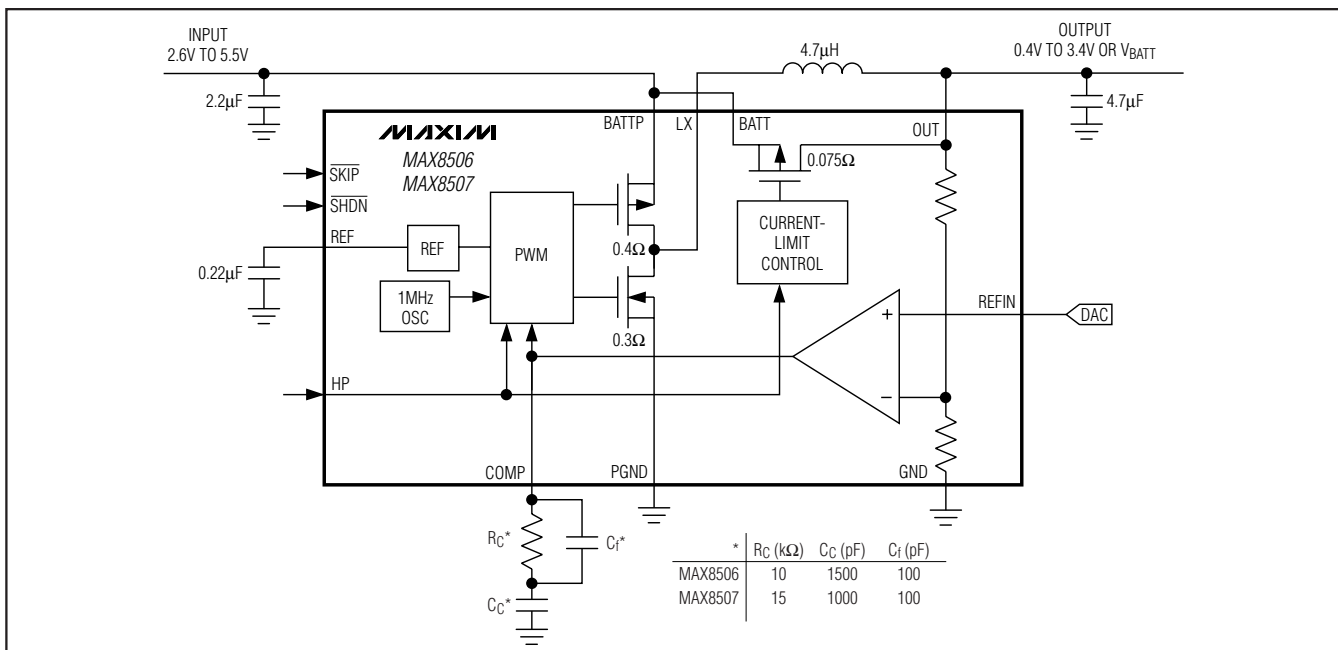 INPUT
2.6V TO 5.5V
4.7µH
OUTPUT
0.4V TO 3.4V OR VBATT
2.2µF
4.7µF
BATTP
LX
BATT
OUT
MAXIM
MAX8506
MAX8507
0.075Ω
SKIP
SHDN
REF
REF
PWM
0.4Ω
CURRENT-
LIMIT
CONTROL
0.22µF
1MHz
OSC
REFIN
DAC
+
0.3Ω
HP
−
COMP
PGND
GND
RC*
Cf*
CC*
* RC (kΩ) CC (pF) Cf (pF)
MAX8506 10 1500 100
MAX8507 15 1000 100